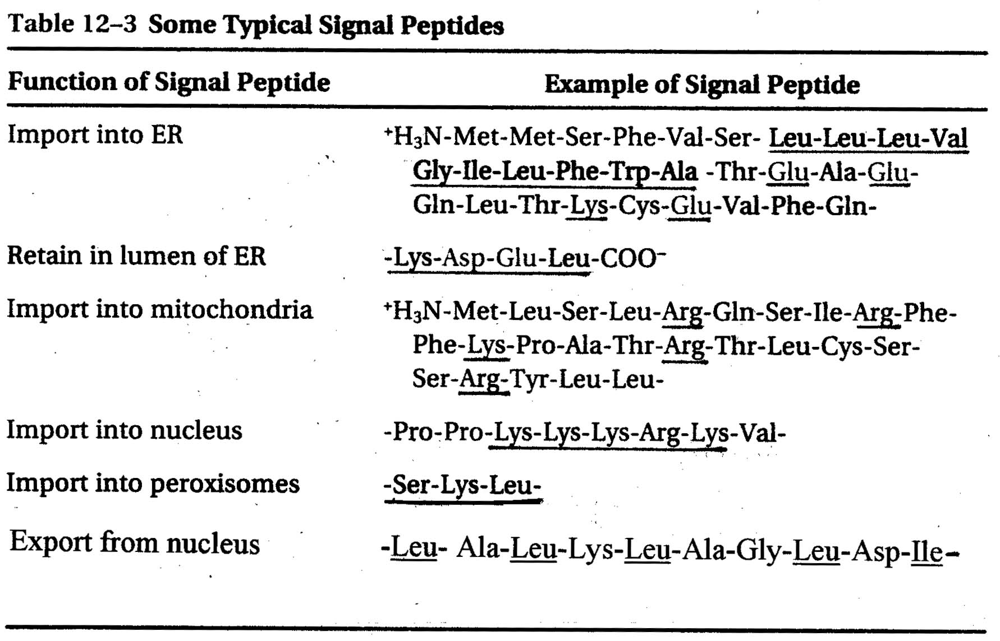 Table 12–3 Some Typical Signal Peptides
Function of Signal Peptide Example of Signal Peptide
Import into ER +H₃N-Met-Met-Ser-Phe-Val-Ser- Leu-Leu-Leu-Val
Gly-Ile-Leu-Phe-Trp-Ala -Thr-Glu-Ala-Glu-
Gln-Leu-Thr-Lys-Cys-Glu-Val-Phe-Gln-
Retain in lumen of ER -Lys-Asp-Glu-Leu-COO⁻
Import into mitochondria +H₃N-Met-Leu-Ser-Leu-Arg-Gln-Ser-Ile-Arg-Phe-
Phe-Lys-Pro-Ala-Thr-Arg-Thr-Leu-Cys-Ser-
Ser-Arg-Tyr-Leu-Leu-
Import into nucleus -Pro-Pro-Lys-Lys-Lys-Arg-Lys-Val-
Import into peroxisomes -Ser-Lys-Leu-
Export from nucleus -Leu- Ala-Leu-Lys-Leu-Ala-Gly-Leu-Asp-Ile-